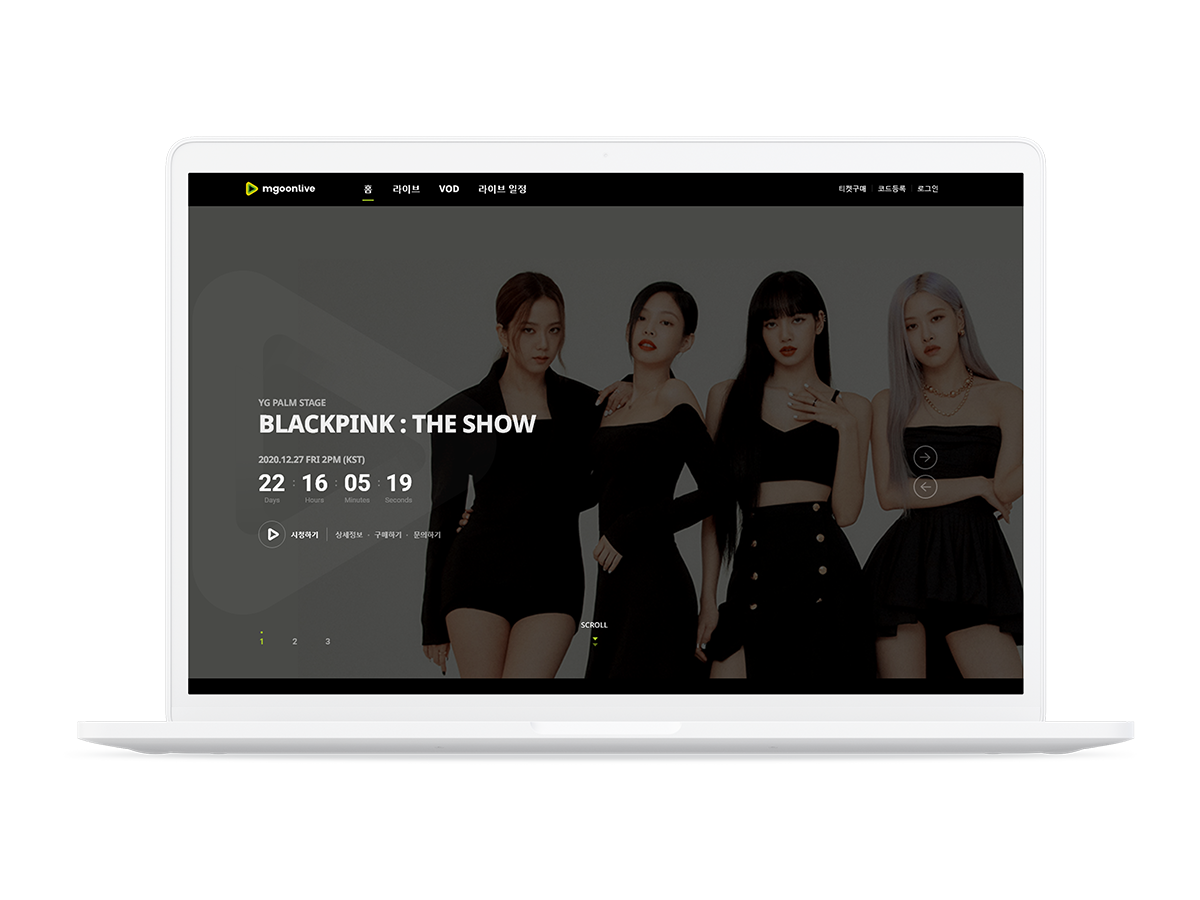 mgoonlive 홈 라이브 VOD 라이브 일정 티켓구매 | 코드등록 | 로그인
YG PALM STAGE
BLACKPINK : THE SHOW
2020.12.27 FRI 2PM (KST)
22 : 16 : 05 : 19
Days Hours Minutes Seconds
시청하기 | 상세정보 · 구매하기 · 문의하기
SCROLL
1 2 3